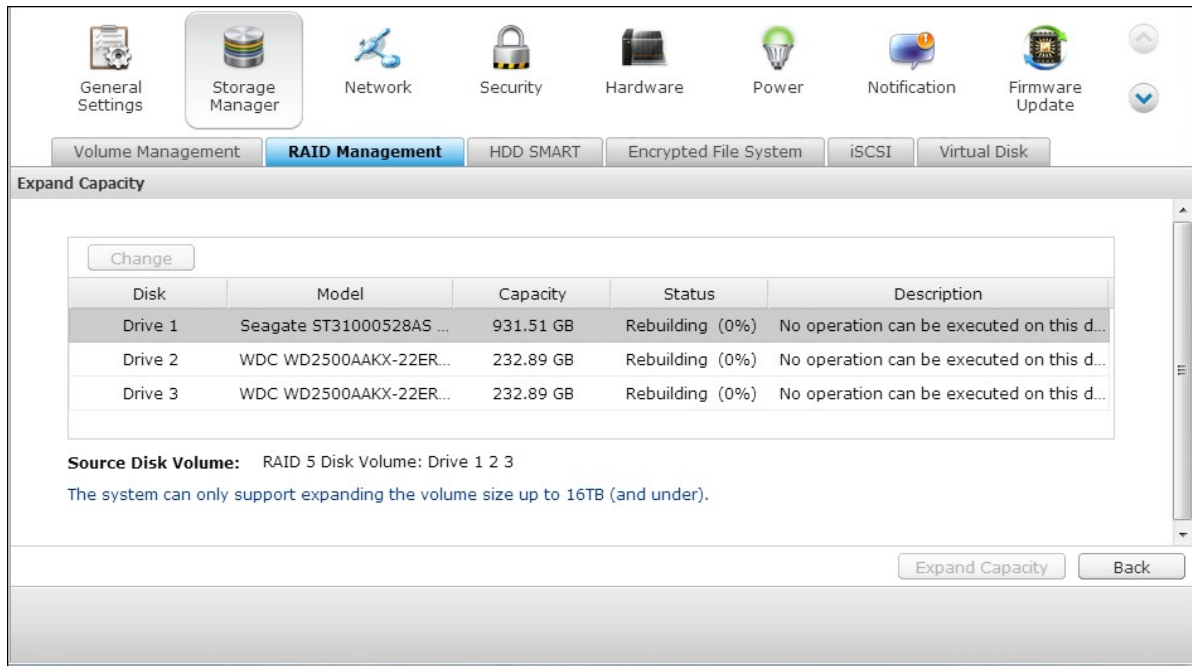 General Settings
Storage Manager
Network
Security
Hardware
Power
Notification
Firmware Update
Volume Management
RAID Management
HDD SMART
Encrypted File System
iSCSI
Virtual Disk
Expand Capacity
Change
Disk Model Capacity Status Description
Drive 1 Seagate ST31000528AS ... 931.51 GB Rebuilding (0%) No operation can be executed on this d...
Drive 2 WDC WD2500AAKX-22ER... 232.89 GB Rebuilding (0%) No operation can be executed on this d...
Drive 3 WDC WD2500AAKX-22ER... 232.89 GB Rebuilding (0%) No operation can be executed on this d...
Source Disk Volume: RAID 5 Disk Volume: Drive 1 2 3
The system can only support expanding the volume size up to 16TB (and under).
Expand Capacity Back